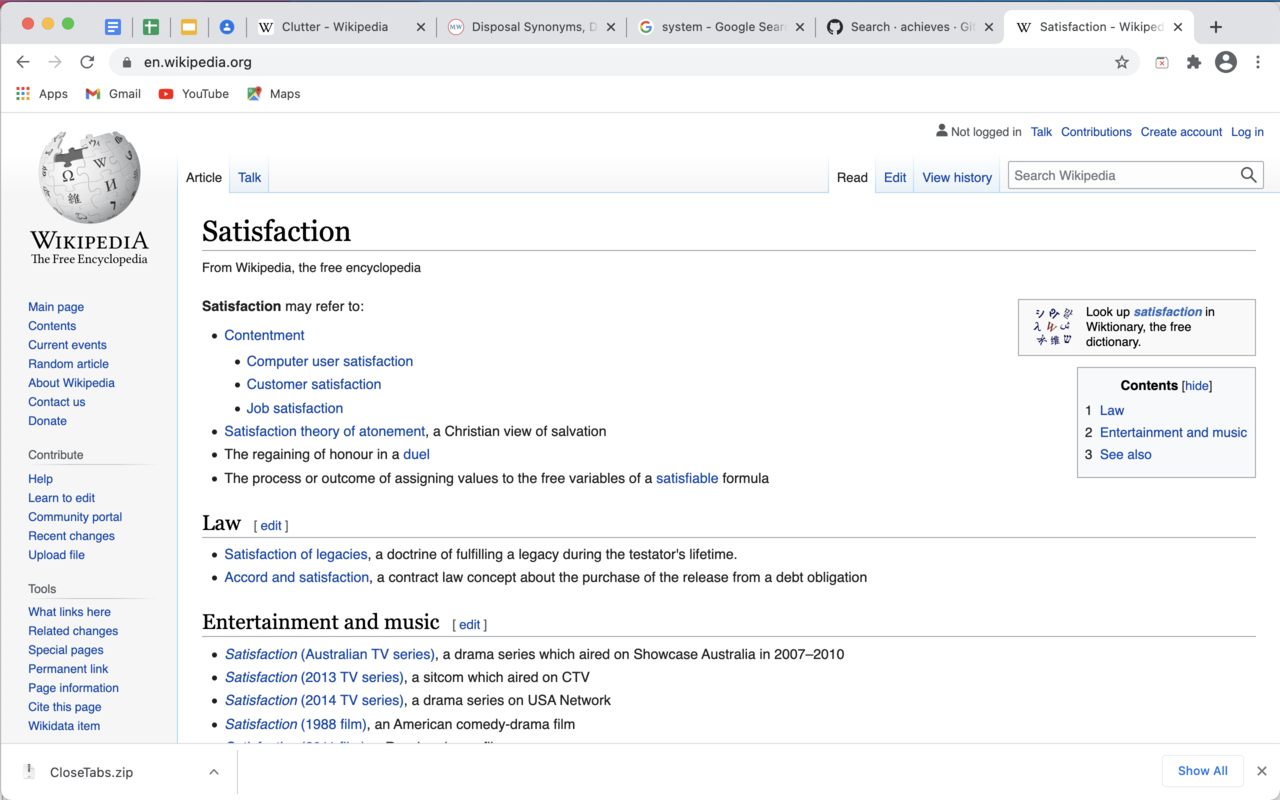 Clutter – Wikipedia
Disposal Synonyms, D
system - Google Sear
Search · achieves · Git
Satisfaction – Wikiped
en.wikipedia.org
Apps
Gmail
YouTube
Maps
Not logged in
Talk
Contributions
Create account
Log in
WIKIPEDIA
The Free Encyclopedia
Article
Talk
Read
Edit
View history
Search Wikipedia
Main page
Contents
Current events
Random article
About Wikipedia
Contact us
Donate
Contribute
Help
Learn to edit
Community portal
Recent changes
Upload file
Tools
What links here
Related changes
Special pages
Permanent link
Page information
Cite this page
Wikidata item
Satisfaction
From Wikipedia, the free encyclopedia
Satisfaction may refer to:
• Contentment
• Computer user satisfaction
• Customer satisfaction
• Job satisfaction
• Satisfaction theory of atonement, a Christian view of salvation
• The regaining of honour in a duel
• The process or outcome of assigning values to the free variables of a satisfiable formula
Look up satisfaction in
Wiktionary, the free
dictionary.
Contents [hide]
1 Law
2 Entertainment and music
3 See also
Law [ edit ]
• Satisfaction of legacies, a doctrine of fulfilling a legacy during the testator's lifetime.
• Accord and satisfaction, a contract law concept about the purchase of the release from a debt obligation
Entertainment and music [ edit ]
• Satisfaction (Australian TV series), a drama series which aired on Showcase Australia in 2007–2010
• Satisfaction (2013 TV series), a sitcom which aired on CTV
• Satisfaction (2014 TV series), a drama series on USA Network
• Satisfaction (1988 film), an American comedy-drama film
CloseTabs.zip
Show All